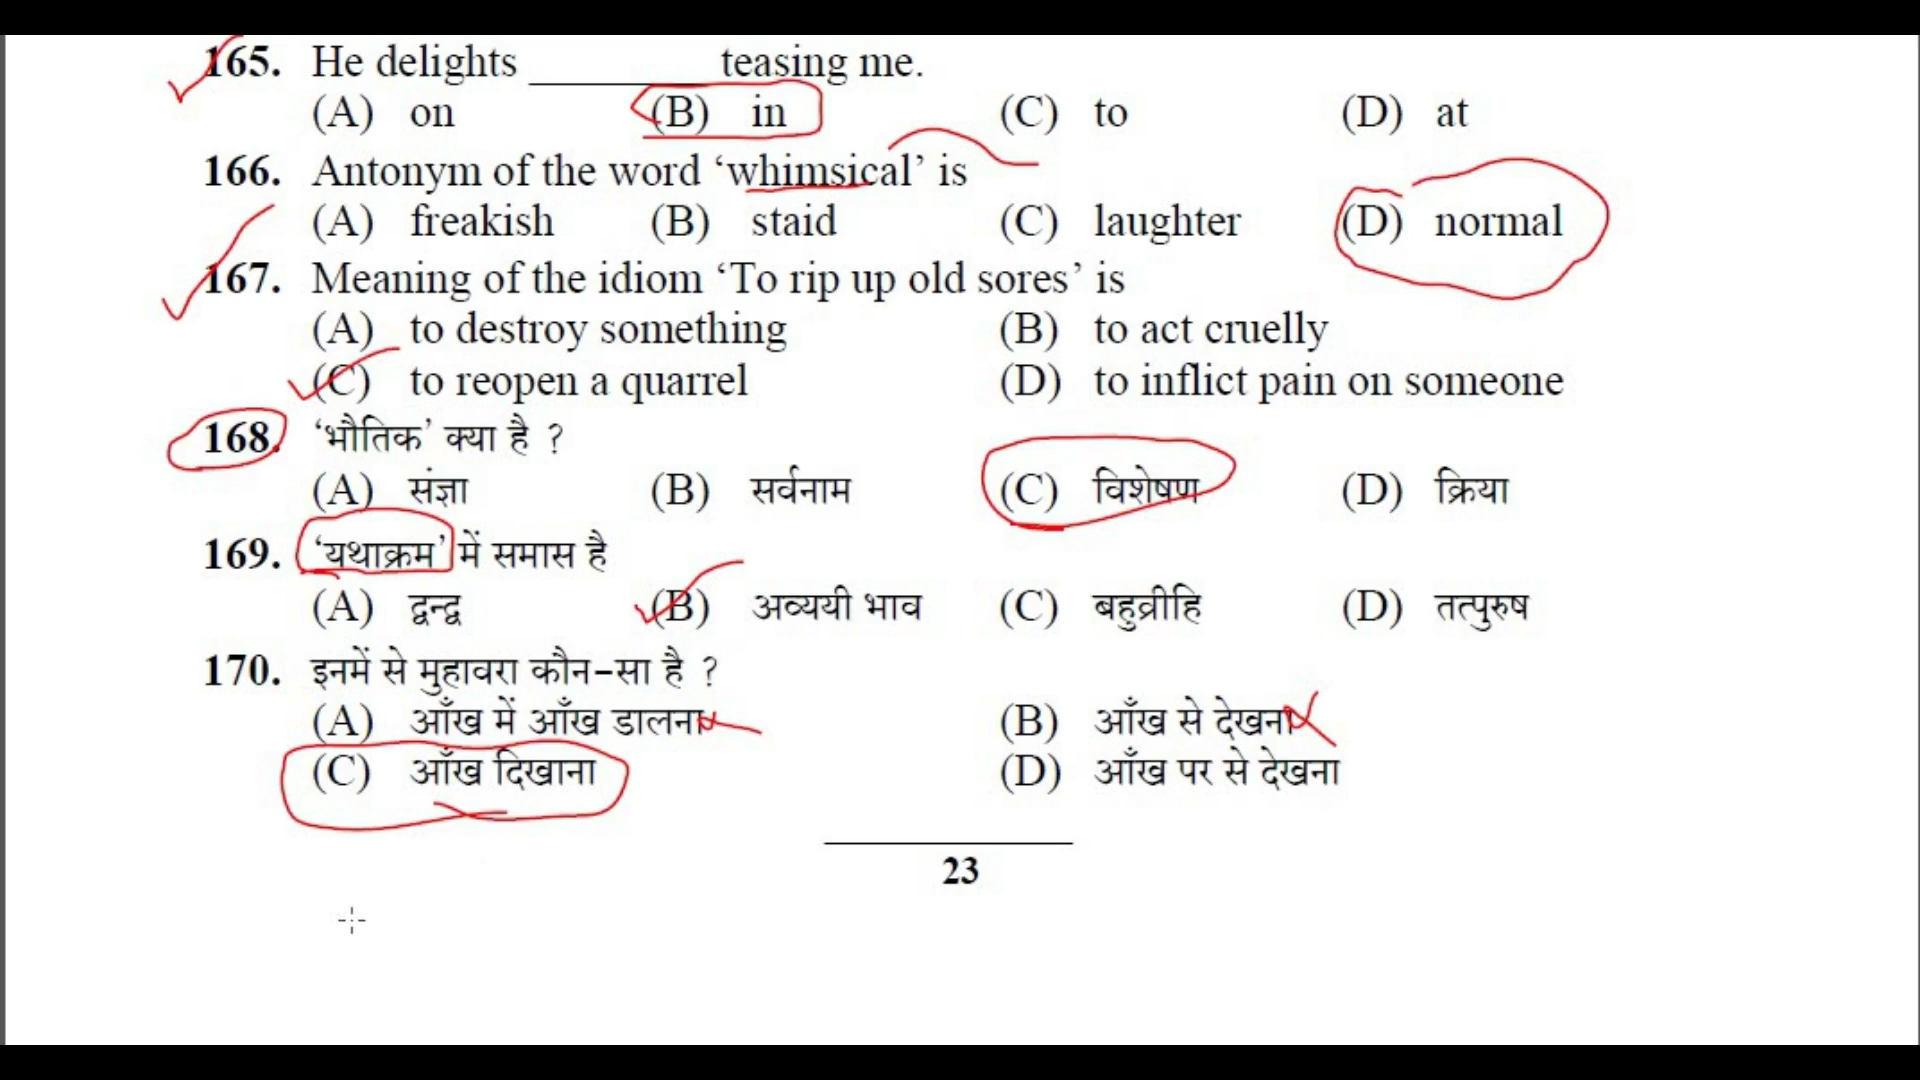 165. He delights ________ teasing me.
(A) on (B) in (C) to (D) at
166. Antonym of the word ‘whimsical’ is
(A) freakish (B) staid (C) laughter (D) normal
167. Meaning of the idiom ‘To rip up old sores’ is
(A) to destroy something (B) to act cruelly
(C) to reopen a quarrel (D) to inflict pain on someone
168. ‘भौतिक’ क्या है ?
(A) संज्ञा (B) सर्वनाम (C) विशेषण (D) क्रिया
169. ‘यथाक्रम’ में समास है
(A) द्वन्द्व (B) अव्ययी भाव (C) बहुव्रीहि (D) तत्पुरुष
170. इनमें से मुहावरा कौन-सा है ?
(A) आँख में आँख डालना (B) आँख से देखना
(C) आँख दिखाना (D) आँख पर से देखना
23